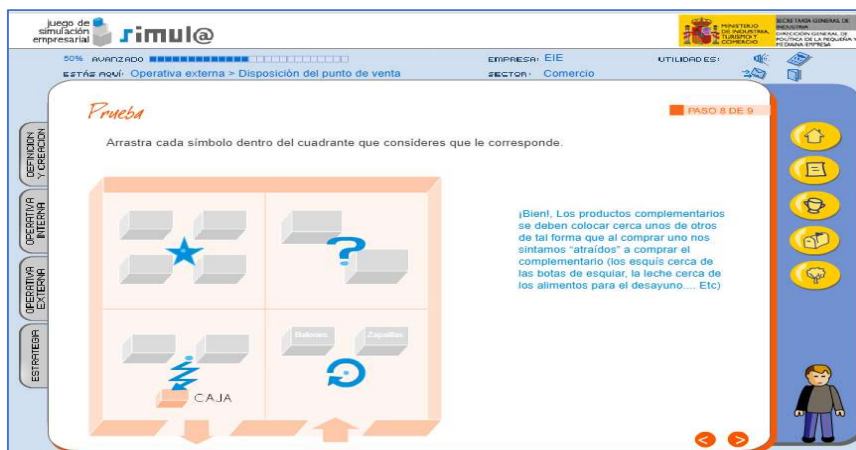 juego de
simulación
empresarial
simul@
MINISTERIO
DE INDUSTRIA,
TURISMO Y
COMERCIO
SECRETARÍA GENERAL DE
INDUSTRIA
DIRECCIÓN GENERAL DE
POLÍTICA DE LA PEQUEÑA Y
MEDIANA EMPRESA
50% AVANZADO
EMPRESA: EIE
UTILIDADES:
ESTÁS AQUÍ: Operativa externa > Disposición del punto de venta
SECTOR: Comercio
Prueba
PASO 8 DE 9
Arrastra cada símbolo dentro del cuadrante que consideres que le corresponde.
DEFINICION
Y CREACION
OPERATIVA
INTERNA
OPERATIVA
EXTERNA
ESTRATEGIA
?
Balones
Zapatillas
CAJA
¡Bien!, Los productos complementarios
se deben colocar cerca unos de otros
de tal forma que al comprar uno nos
sintamos "atraídos" a comprar el
complementario (los esquís cerca de
las botas de esquiar, la leche cerca de
los alimentos para el desayuno.... Etc)